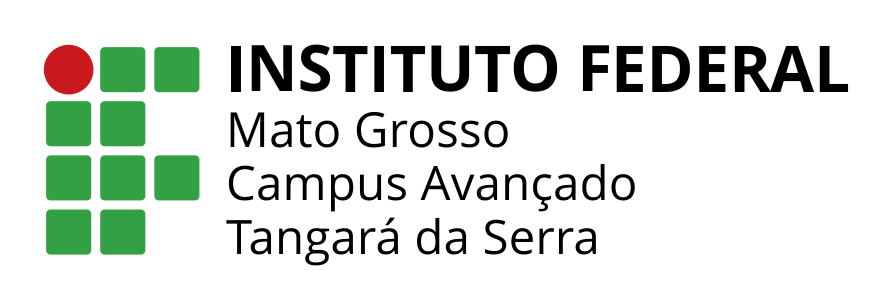 INSTITUTO FEDERAL
Mato Grosso
Campus Avançado
Tangará da Serra